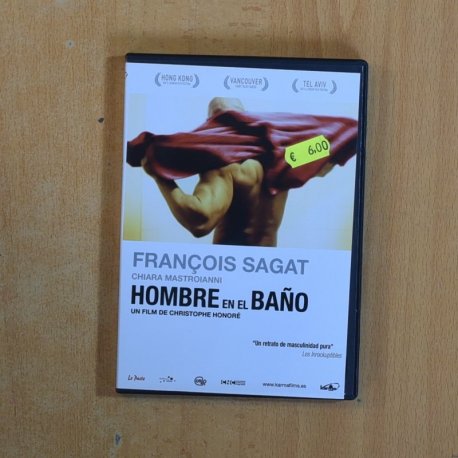 HONG KONG
VANCOUVER
TEL AVIV
€ 6,00
FRANÇOIS SAGAT
CHIARA MASTROIANNI
HOMBRE EN EL BAÑO
UN FILM DE CHRISTOPHE HONORÉ
"Un retrato de masculinidad pura"
Les Inrockuptibles
www.karmafilms.es